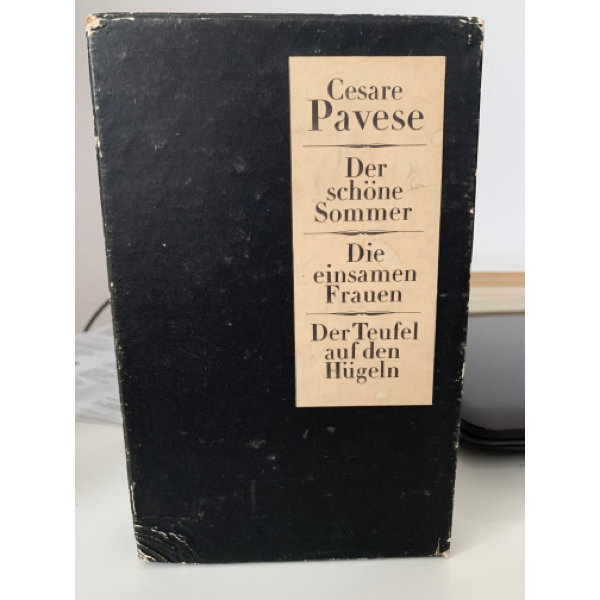 Cesare
Pavese
Der
schöne
Sommer
Die
einsamen
Frauen
Der Teufel
auf den
Hügeln